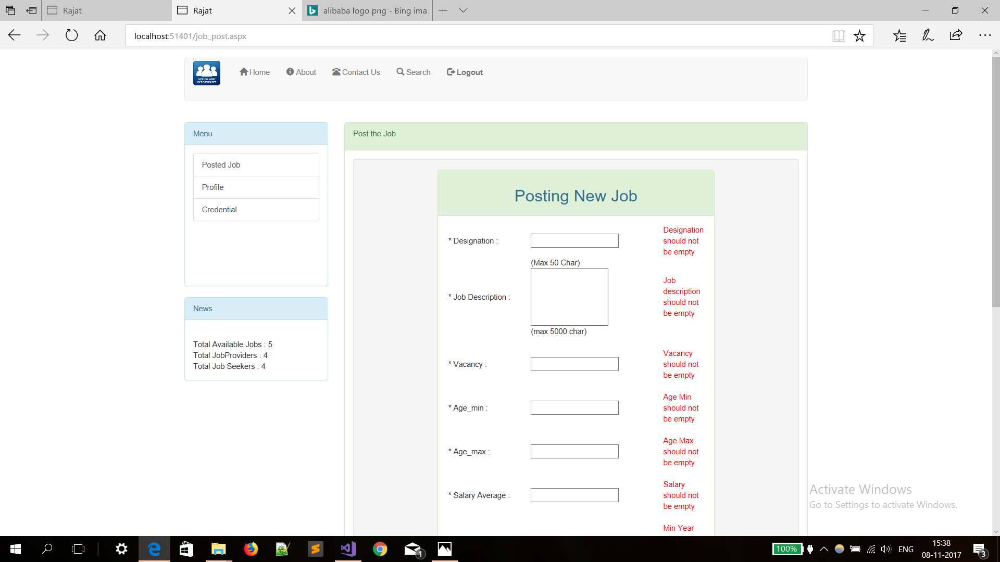 Rajat
Rajat
alibaba logo png - Bing ima
localhost:51401/job_post.aspx
EMPLOYMENT
OPPORTUNITIES
Home
About
Contact Us
Search
Logout
Menu
Posted Job
Profile
Credential
News
Total Available Jobs : 5
Total JobProviders : 4
Total Job Seekers : 4
Post the Job
Posting New Job
* Designation :
(Max 50 Char)
Designation
should not
be empty
* Job Description :
(max 5000 char)
Job
description
should not
be empty
* Vacancy :
Vacancy
should not
be empty
* Age_min :
Age Min
should not
be empty
* Age_max :
Age Max
should not
be empty
* Salary Average :
Salary
should not
be empty
Min Year
Activate Windows
Go to Settings to activate Windows.
1
100%
ENG
15:38
08-11-2017
3